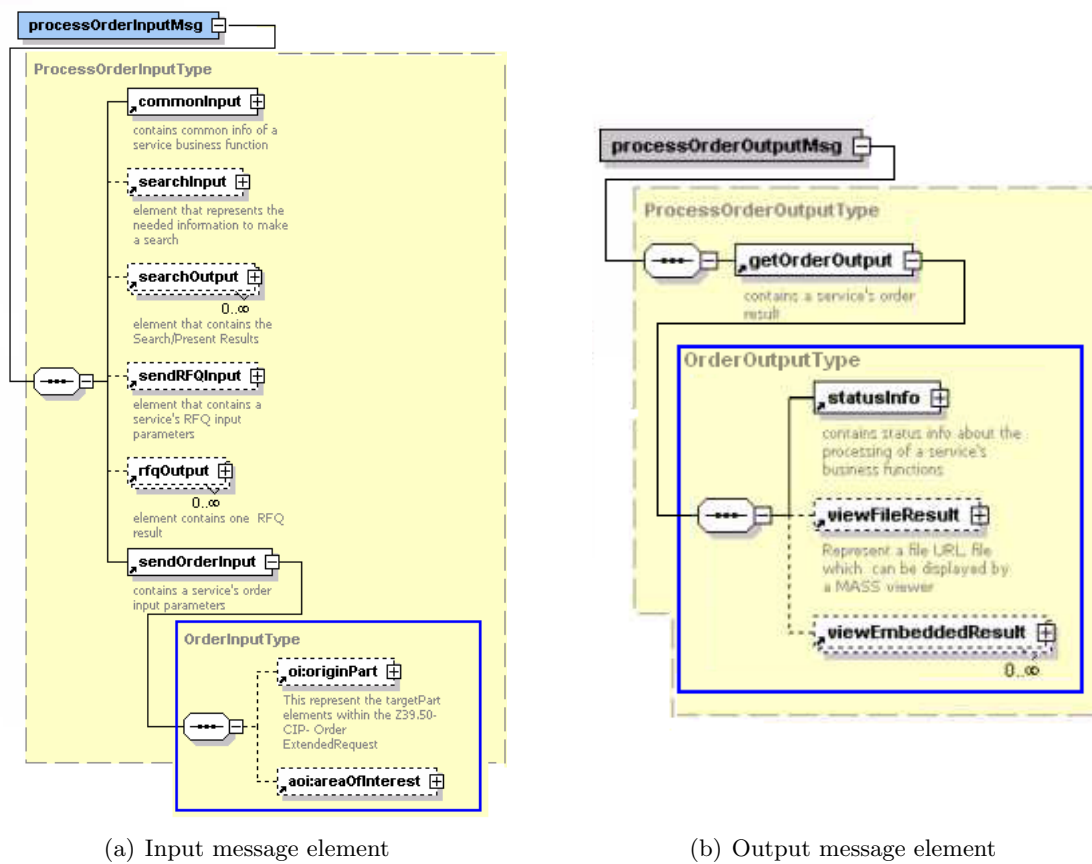 processOrderInputMsg
ProcessOrderInputType
commonInput
contains common info of a
service business function
searchInput
element that represents the
needed information to make
a search
searchOutput
0..∞
element that contains the
Search/Present Results
sendRFQInput
element that contains a
service's RFQ input
parameters
rfqOutput
0..∞
element contains one RFQ
result
sendOrderInput
contains a service's order
input parameters
OrderInputType
oi:originPart
This represent the targetPart
elements within the Z39.50-
CIP- Order
ExtendedRequest
aoi:areaOfInterest
(a) Input message element
processOrderOutputMsg
ProcessOrderOutputType
getOrderOutput
contains a service's order
result
OrderOutputType
statusInfo
contains status info about the
processing of a service's
business functions
viewFileResult
Represent a file URL, file
which can be displayed by
a MASS viewer
viewEmbeddedResult
0..∞
(b) Output message element